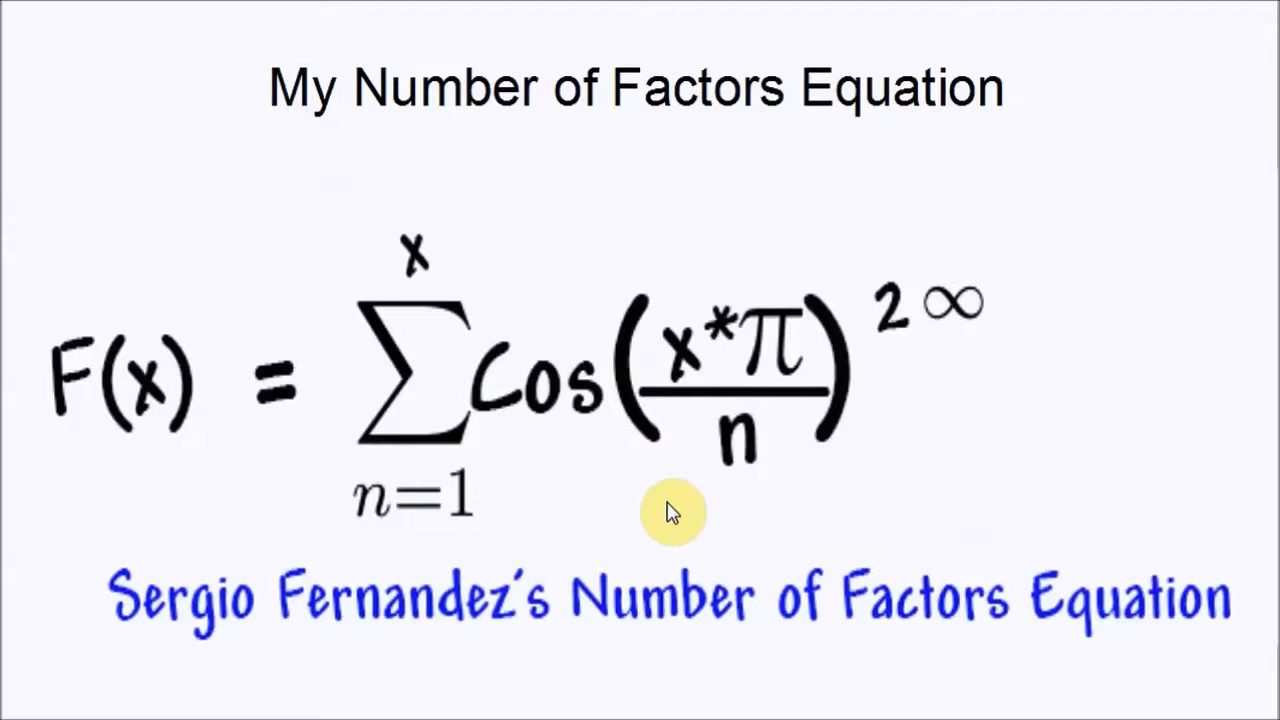 My Number of Factors Equation
x
F(x) = ∑ Cos(x*π/n)^2∞
n=1
Sergio Fernandez's Number of Factors Equation